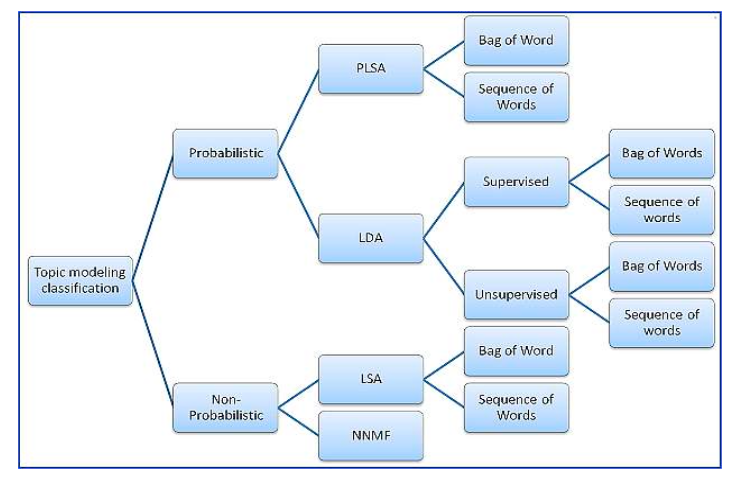 Topic modeling
classification
Probabilistic
PLSA
Bag of Word
Sequence of
Words
LDA
Supervised
Bag of Words
Sequence of
words
Unsupervised
Bag of Words
Sequence of
words
Non-
Probabilistic
LSA
Bag of Word
Sequence of
Words
NNMF